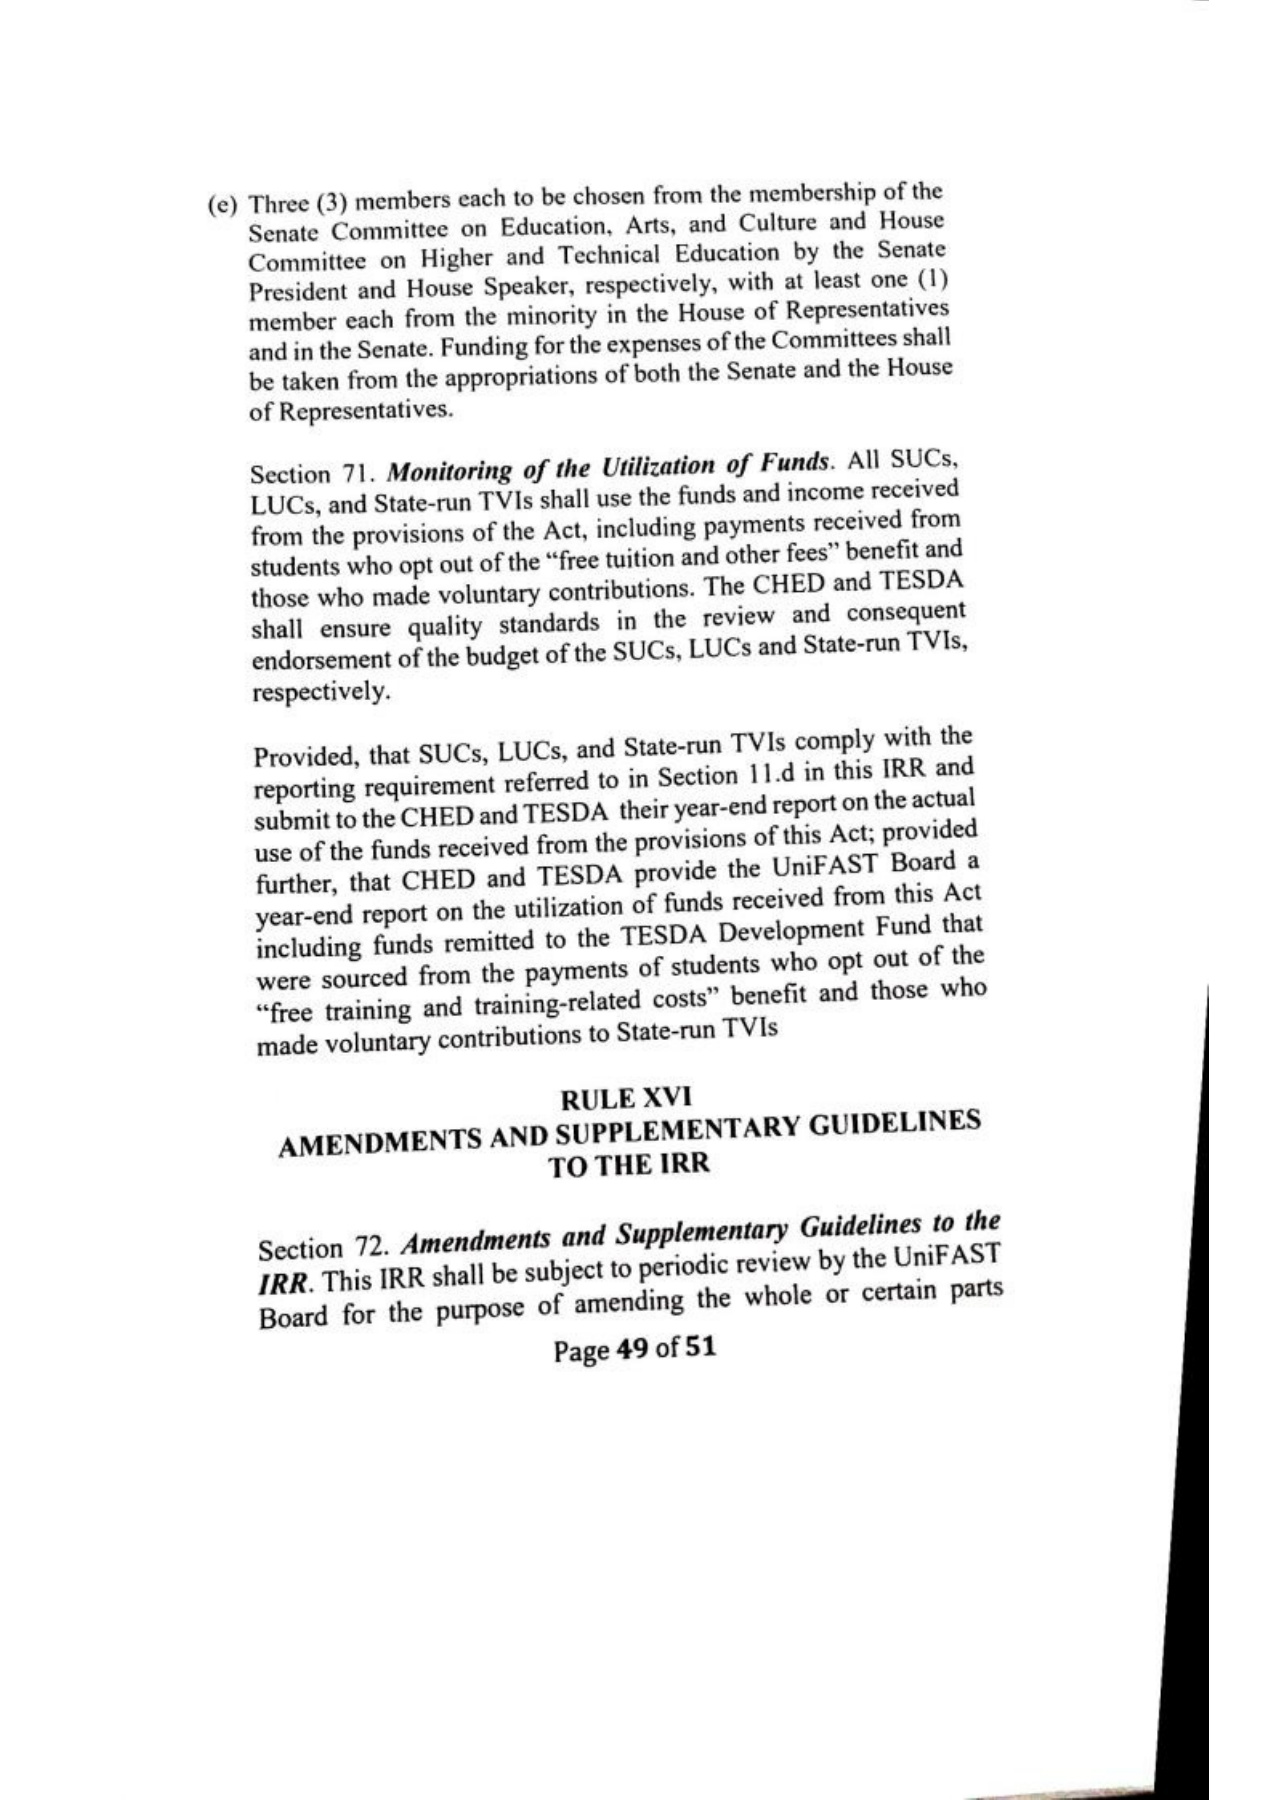 (e) Three (3) members each to be chosen from the membership of the
Senate Committee on Education, Arts, and Culture and House
Committee on Higher and Technical Education by the Senate
President and House Speaker, respectively, with at least one (1)
member each from the minority in the House of Representatives
and in the Senate. Funding for the expenses of the Committees shall
be taken from the appropriations of both the Senate and the House
of Representatives.
Section 71. Monitoring of the Utilization of Funds. All SUCs,
LUCs, and State-run TVIs shall use the funds and income received
from the provisions of the Act, including payments received from
students who opt out of the “free tuition and other fees” benefit and
those who made voluntary contributions. The CHED and TESDA
shall ensure quality standards in the review and consequent
endorsement of the budget of the SUCs, LUCs and State-run TVIs,
respectively.
Provided, that SUCs, LUCs, and State-run TVIs comply with the
reporting requirement referred to in Section 11.d in this IRR and
submit to the CHED and TESDA their year-end report on the actual
use of the funds received from the provisions of this Act; provided
further, that CHED and TESDA provide the UniFAST Board a
year-end report on the utilization of funds received from this Act
including funds remitted to the TESDA Development Fund that
were sourced from the payments of students who opt out of the
“free training and training-related costs” benefit and those who
made voluntary contributions to State-run TVIs
RULE XVI
AMENDMENTS AND SUPPLEMENTARY GUIDELINES
TO THE IRR
Section 72. Amendments and Supplementary Guidelines to the
IRR. This IRR shall be subject to periodic review by the UniFAST
Board for the purpose of amending the whole or certain parts
Page 49 of 51